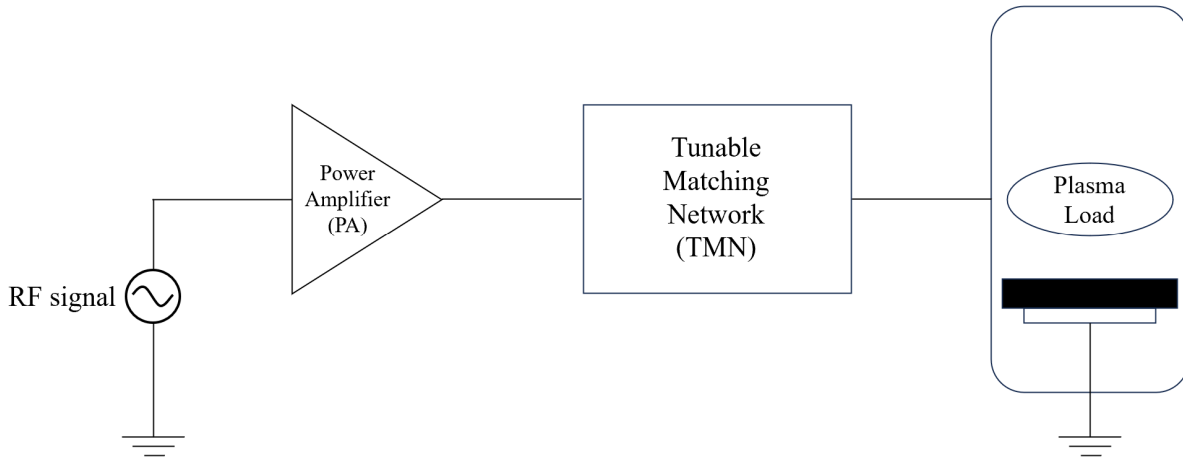 RF signal
Power
Amplifier
(PA)
Tunable
Matching
Network
(TMN)
Plasma
Load